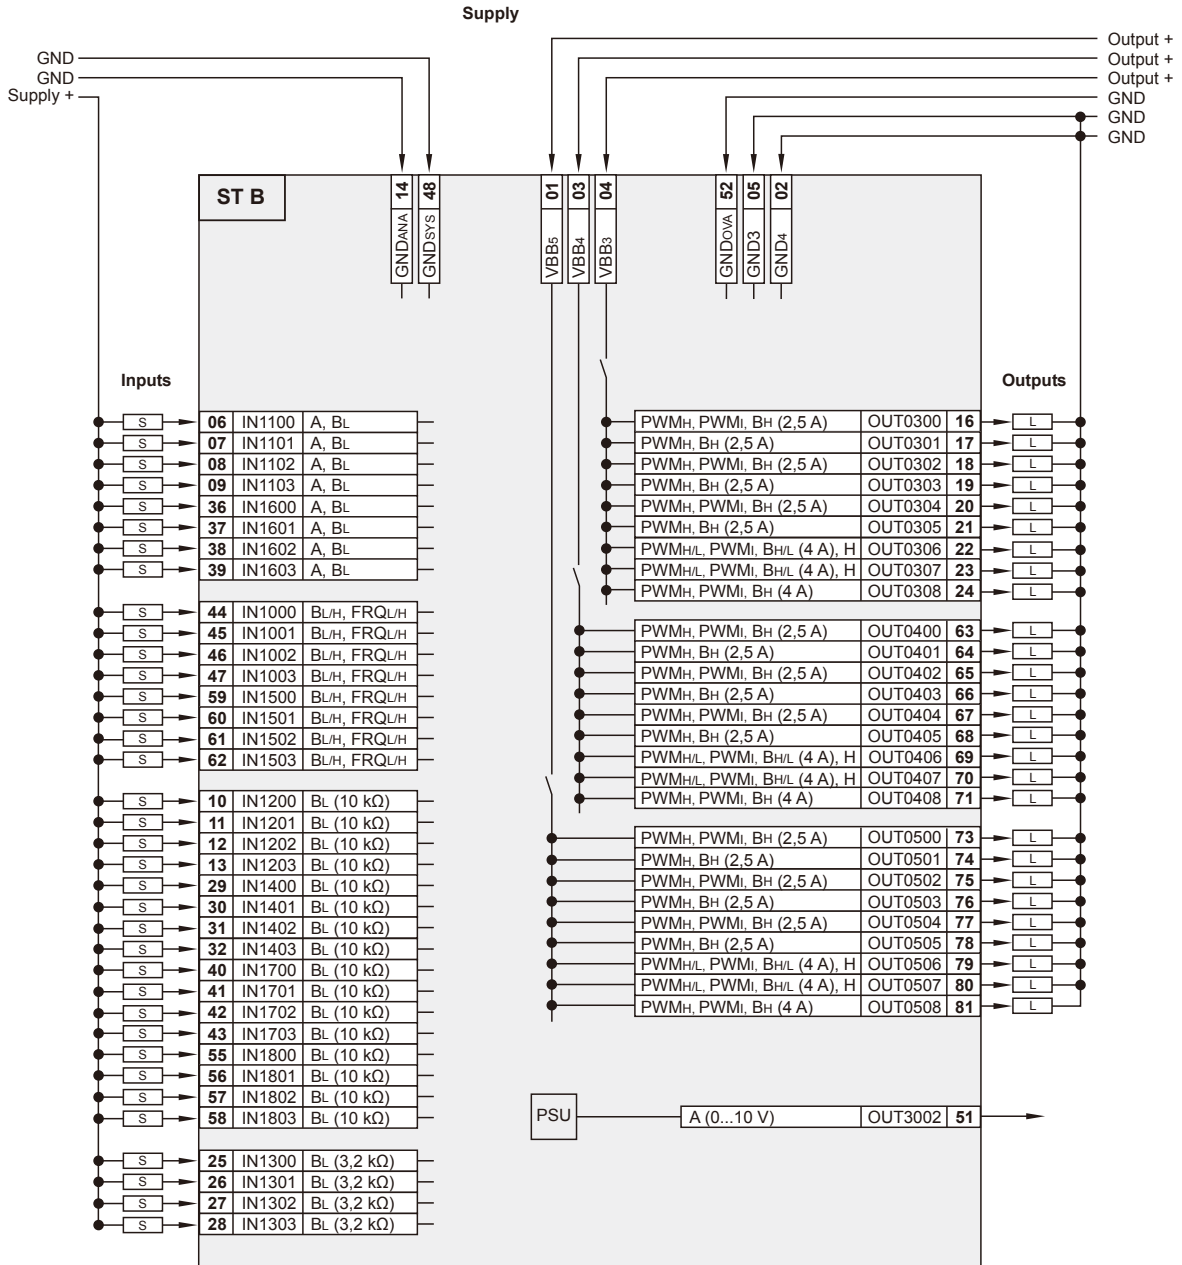 Supply
Output +
GND Output +
GND Output +
Supply + GND
GND
GND
ST B
14 48 01 03 04 52 05 02
GNDANA GNDSYS VBB5 VBB4 VBB3 GNDOVA GND3 GND4
Inputs
S 06 IN1100 A, BL
S 07 IN1101 A, BL
S 08 IN1102 A, BL
S 09 IN1103 A, BL
S 36 IN1600 A, BL
S 37 IN1601 A, BL
S 38 IN1602 A, BL
S 39 IN1603 A, BL
S 44 IN1000 BL/H, FRQL/H
S 45 IN1001 BL/H, FRQL/H
S 46 IN1002 BL/H, FRQL/H
S 47 IN1003 BL/H, FRQL/H
S 59 IN1500 BL/H, FRQL/H
S 60 IN1501 BL/H, FRQL/H
S 61 IN1502 BL/H, FRQL/H
S 62 IN1503 BL/H, FRQL/H
S 10 IN1200 BL (10 kΩ)
S 11 IN1201 BL (10 kΩ)
S 12 IN1202 BL (10 kΩ)
S 13 IN1203 BL (10 kΩ)
S 29 IN1400 BL (10 kΩ)
S 30 IN1401 BL (10 kΩ)
S 31 IN1402 BL (10 kΩ)
S 32 IN1403 BL (10 kΩ)
S 40 IN1700 BL (10 kΩ)
S 41 IN1701 BL (10 kΩ)
S 42 IN1702 BL (10 kΩ)
S 43 IN1703 BL (10 kΩ)
S 55 IN1800 BL (10 kΩ)
S 56 IN1801 BL (10 kΩ)
S 57 IN1802 BL (10 kΩ)
S 58 IN1803 BL (10 kΩ)
S 25 IN1300 BL (3,2 kΩ)
S 26 IN1301 BL (3,2 kΩ)
S 27 IN1302 BL (3,2 kΩ)
S 28 IN1303 BL (3,2 kΩ)
Outputs
PWMH, PWMI, BH (2,5 A) OUT0300 16 L
PWMH, BH (2,5 A) OUT0301 17 L
PWMH, PWMI, BH (2,5 A) OUT0302 18 L
PWMH, BH (2,5 A) OUT0303 19 L
PWMH, PWMI, BH (2,5 A) OUT0304 20 L
PWMH, BH (2,5 A) OUT0305 21 L
PWMH/L, PWMI, BH/L (4 A), H OUT0306 22 L
PWMH/L, PWMI, BH/L (4 A), H OUT0307 23 L
PWMH, PWMI, BH (4 A) OUT0308 24 L
PWMH, PWMI, BH (2,5 A) OUT0400 63 L
PWMH, BH (2,5 A) OUT0401 64 L
PWMH, PWMI, BH (2,5 A) OUT0402 65 L
PWMH, BH (2,5 A) OUT0403 66 L
PWMH, PWMI, BH (2,5 A) OUT0404 67 L
PWMH, BH (2,5 A) OUT0405 68 L
PWMH/L, PWMI, BH/L (4 A), H OUT0406 69 L
PWMH/L, PWMI, BH/L (4 A), H OUT0407 70 L
PWMH, PWMI, BH (4 A) OUT0408 71 L
PWMH, PWMI, BH (2,5 A) OUT0500 73 L
PWMH, BH (2,5 A) OUT0501 74 L
PWMH, PWMI, BH (2,5 A) OUT0502 75 L
PWMH, BH (2,5 A) OUT0503 76 L
PWMH, PWMI, BH (2,5 A) OUT0504 77 L
PWMH, BH (2,5 A) OUT0505 78 L
PWMH/L, PWMI, BH/L (4 A), H OUT0506 79 L
PWMH/L, PWMI, BH/L (4 A), H OUT0507 80 L
PWMH, PWMI, BH (4 A) OUT0508 81 L
PSU A (0...10 V) OUT3002 51